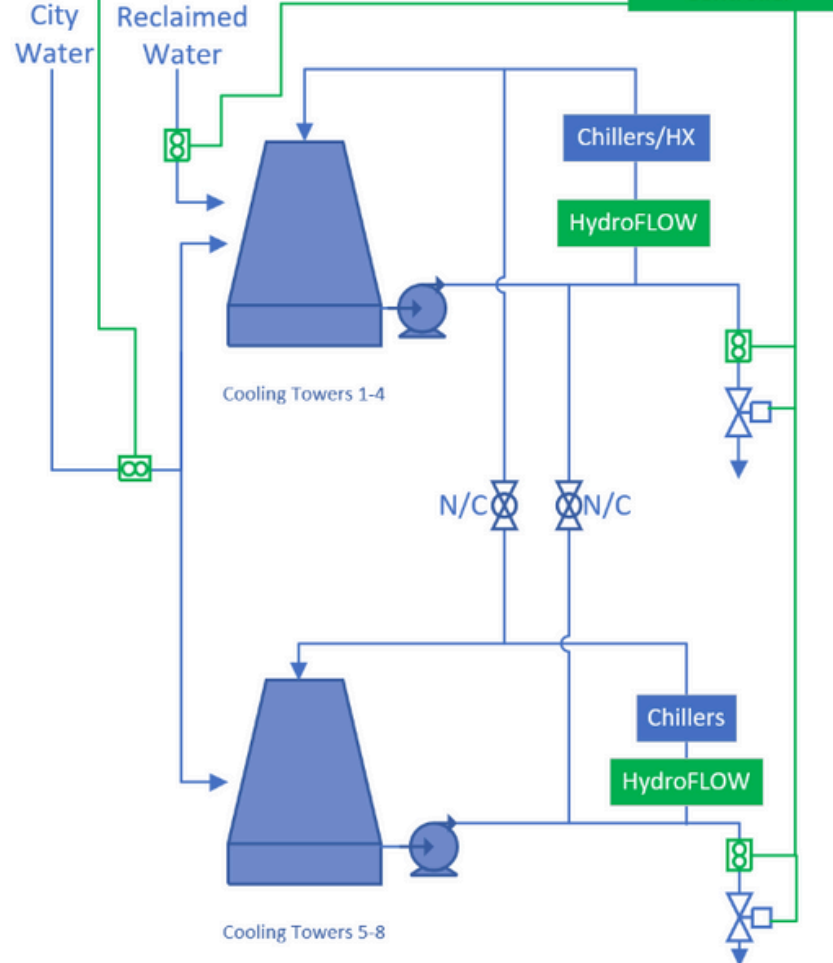 City
Water
Reclaimed
Water
Chillers/HX
HydroFLOW
Cooling Towers 1-4
N/C
N/C
Chillers
HydroFLOW
Cooling Towers 5-8